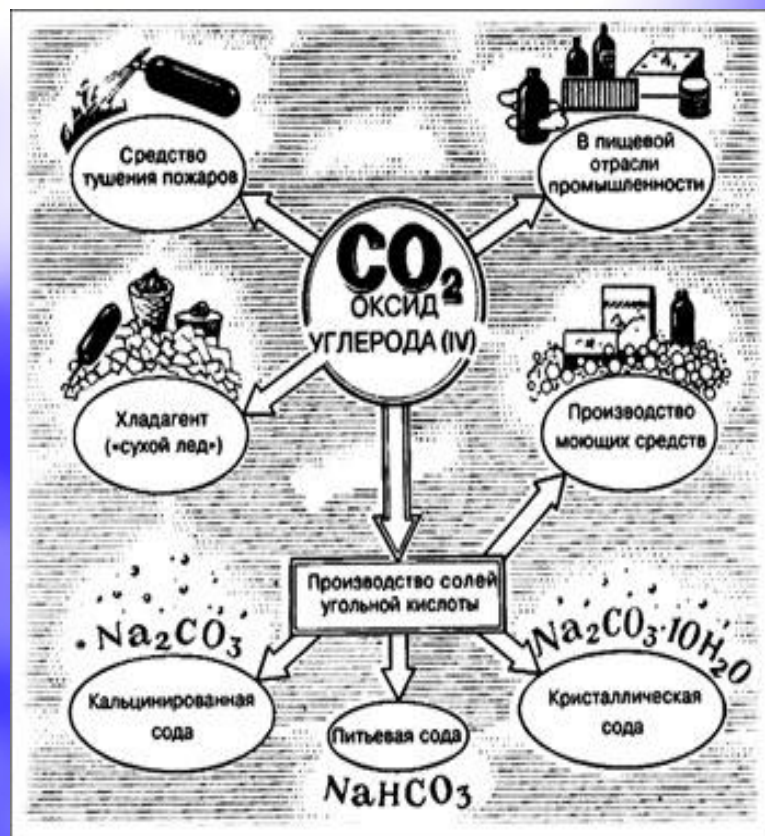 Средство
тушения пожаров
В пищевой
отрасли
промышленности
CO₂
ОКСИД
УГЛЕРОДА (IV)
Хладагент
(«сухой лед»)
Производство
моющих средств
Производство солей
угольной кислоты
Na₂CO₃
Na₂CO₃·10H₂O
Кальцинированная
сода
Питьевая сода
Кристаллическая
сода
NaHCO₃